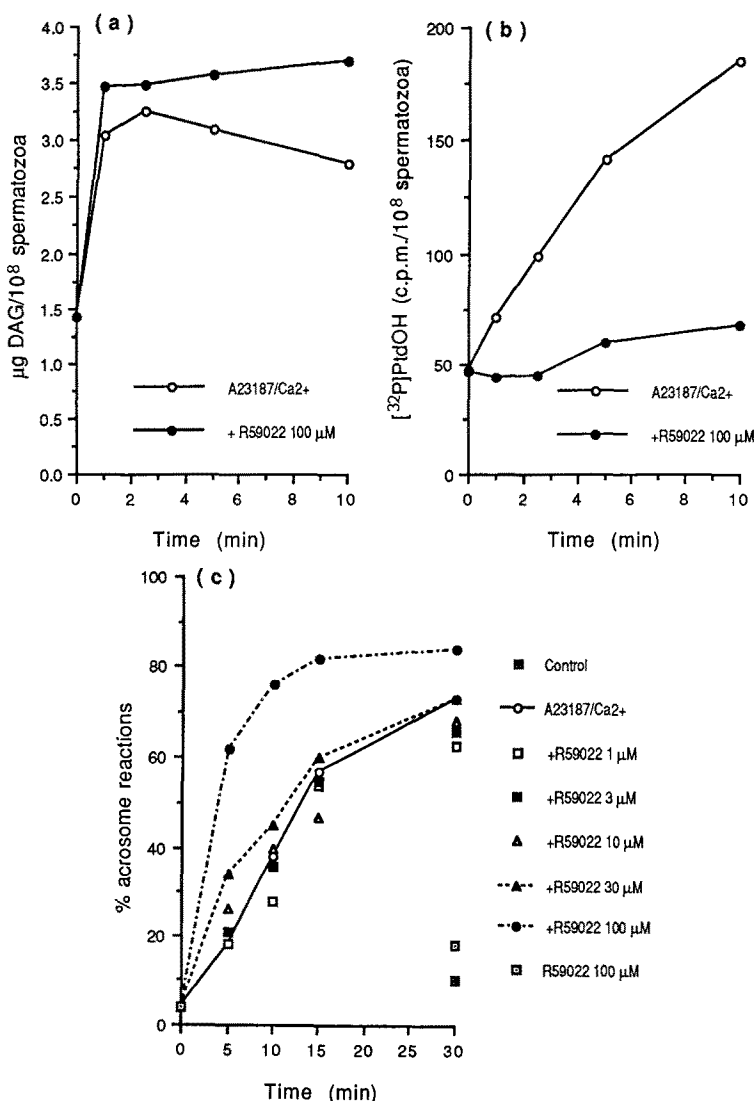 ( a )
4.0
3.5
3.0
2.5
2.0
1.5
1.0
0.5
0.0
µg DAG/10⁸ spermatozoa
A23187/Ca2+
+ R59022 100 µM
0 2 4 6 8 10
Time (min)
( b )
200
150
100
50
0
[³²P]PtdOH (c.p.m./10⁸ spermatozoa)
A23187/Ca2+
+R59022 100 µM
0 2 4 6 8 10
Time (min)
( c )
100
80
60
40
20
0
% acrosome reactions
0 5 10 15 20 25 30
Time (min)
Control
A23187/Ca2+
+R59022 1 µM
+R59022 3 µM
+R59022 10 µM
+R59022 30 µM
+R59022 100 µM
R59022 100 µM